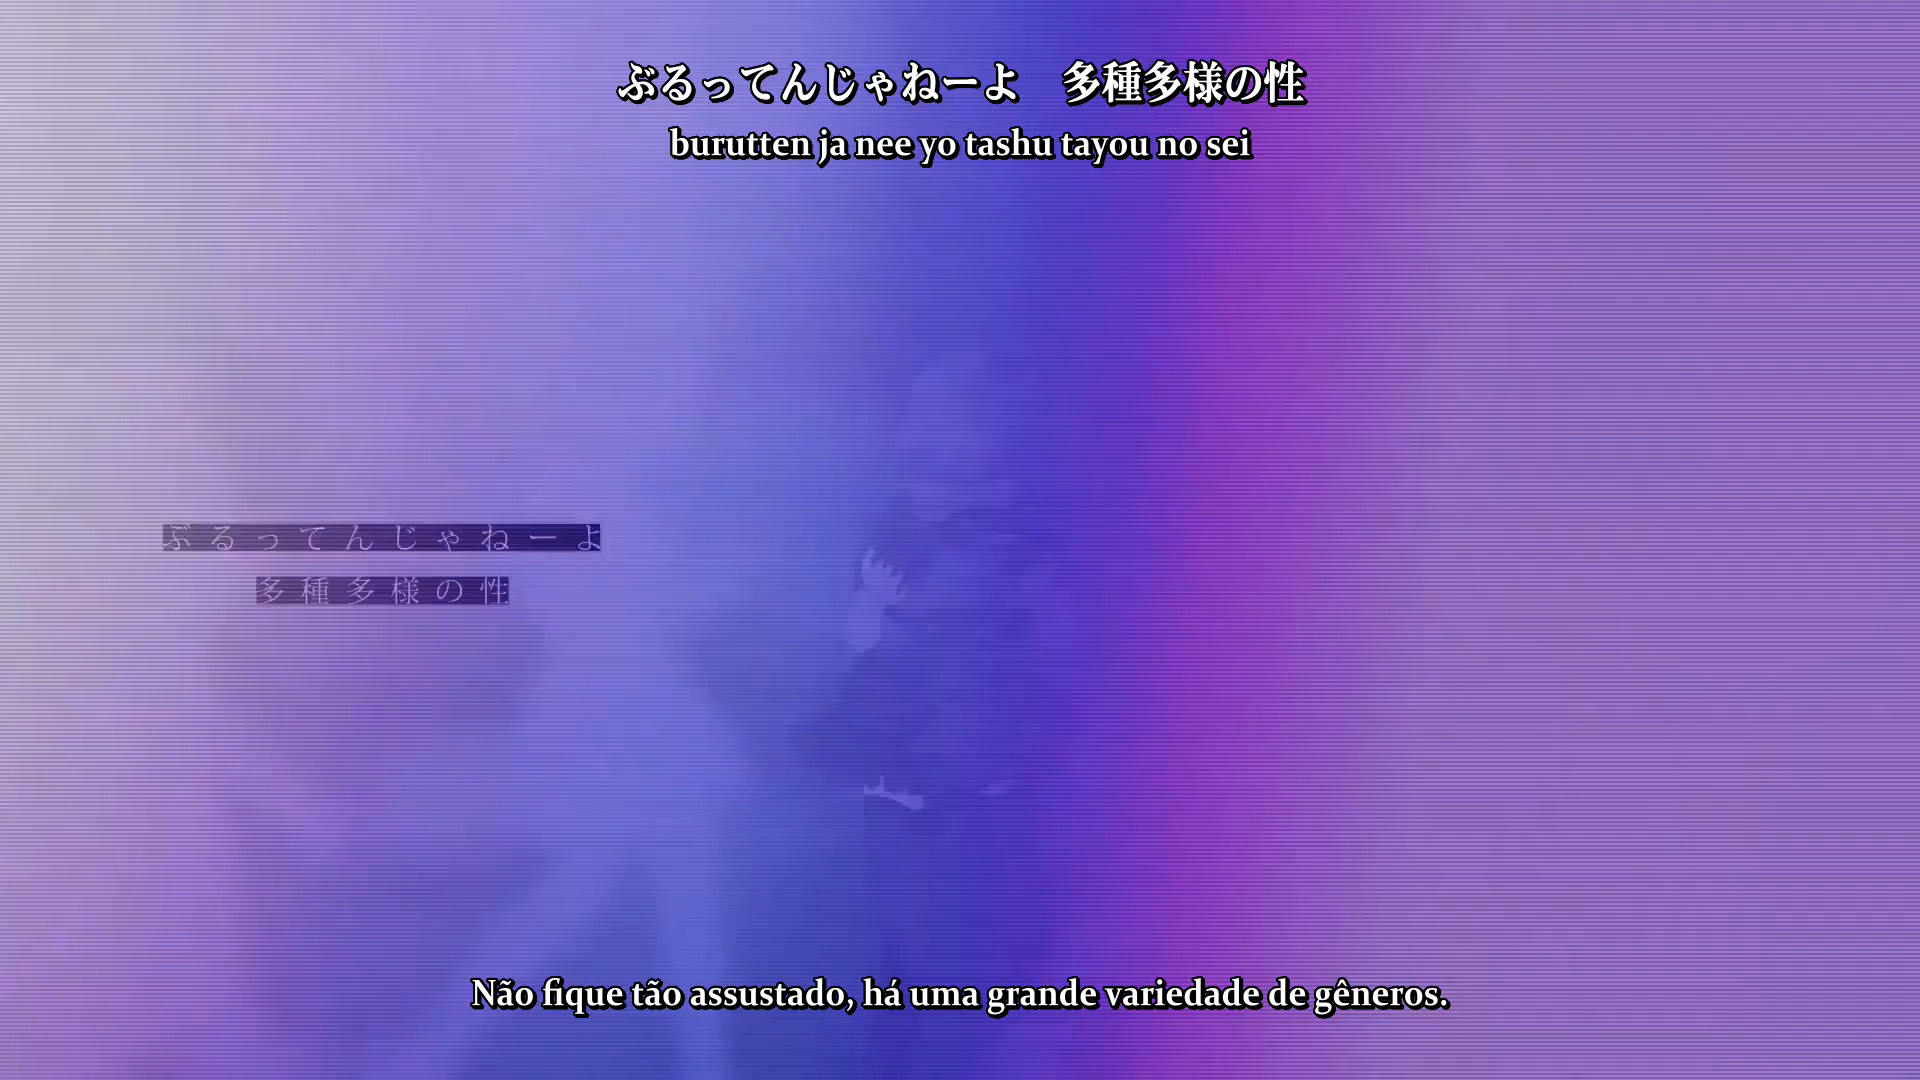 ぶるってんじゃねーよ　多種多様の性
burutten ja nee yo tashu tayou no sei
ぶるってんじゃねーよ
多種多様の性
Não fique tão assustado, há uma grande variedade de gêneros.